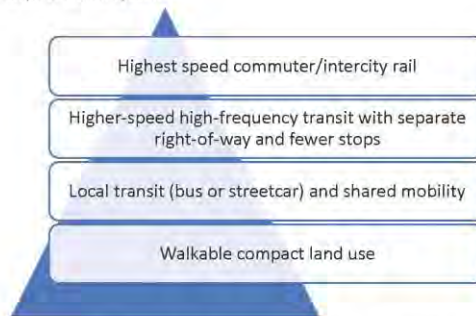 Highest speed commuter/intercity rail
Higher-speed high-frequency transit with separate
right-of-way and fewer stops
Local transit (bus or streetcar) and shared mobility
Walkable compact land use